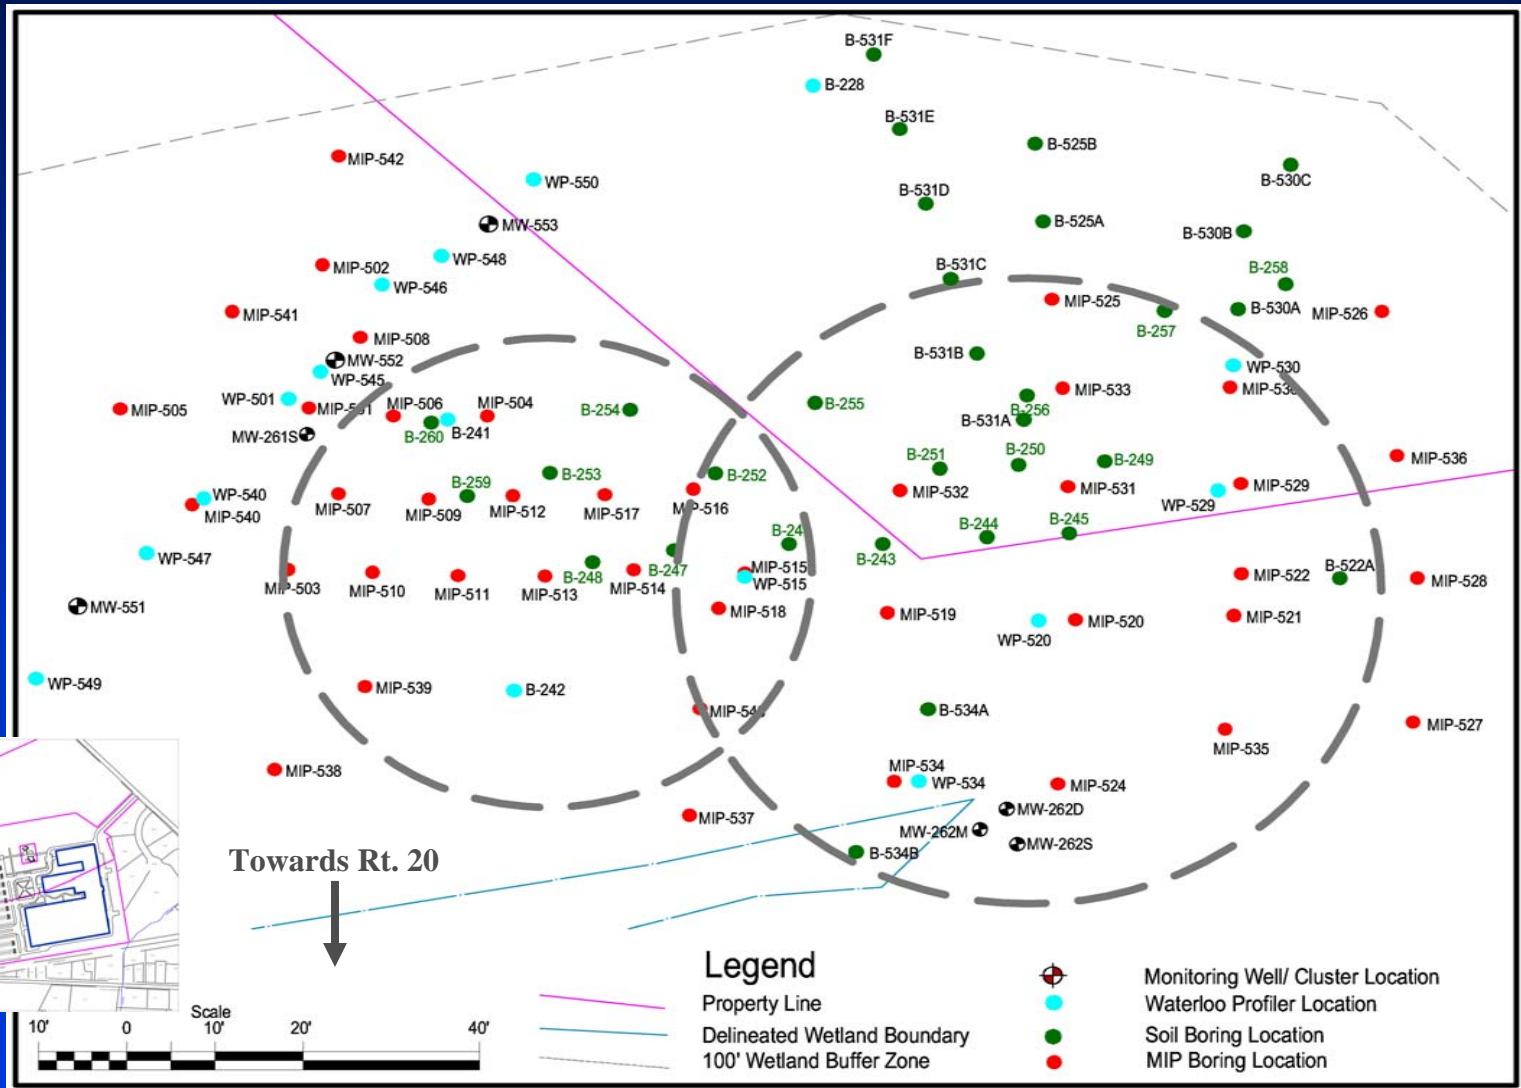 B-531F
B-228
B-531E
B-525B
MIP-542
B-530C
WP-550
B-531D
MW-553
B-525A
B-530B
WP-548
MIP-502
B-531C
B-258
WP-546
MIP-525
B-530A
MIP-526
MIP-541
B-257
MIP-508
B-531B
MW-552
WP-530
WP-545
MIP-533
WP-501
MIP-505
MIP-506
MIP-504
B-254
B-255
B-256
B-531A
MW-261S
B-260
B-241
B-250
B-251
B-249
MIP-536
B-253
B-252
B-259
MIP-532
MIP-531
MIP-529
WP-540
MIP-540
MIP-507
MIP-509
MIP-512
MIP-517
MIP-516
WP-529
B-244
B-245
B-243
WP-547
MIP-503
MIP-510
MIP-511
MIP-513
B-248
MIP-514
B-247
MIP-515
WP-515
MIP-522
B-522A
MIP-528
MW-551
MIP-518
MIP-519
WP-520
MIP-520
MIP-521
WP-549
MIP-539
B-242
B-534A
MIP-527
MIP-535
MIP-538
MIP-534
WP-534
MIP-524
MW-262D
MIP-537
MW-262M
MW-262S
B-534B
Towards Rt. 20
Legend
Property Line
Delineated Wetland Boundary
100' Wetland Buffer Zone
Monitoring Well/ Cluster Location
Waterloo Profiler Location
Soil Boring Location
MIP Boring Location
Scale
10' 0 10' 20' 40'